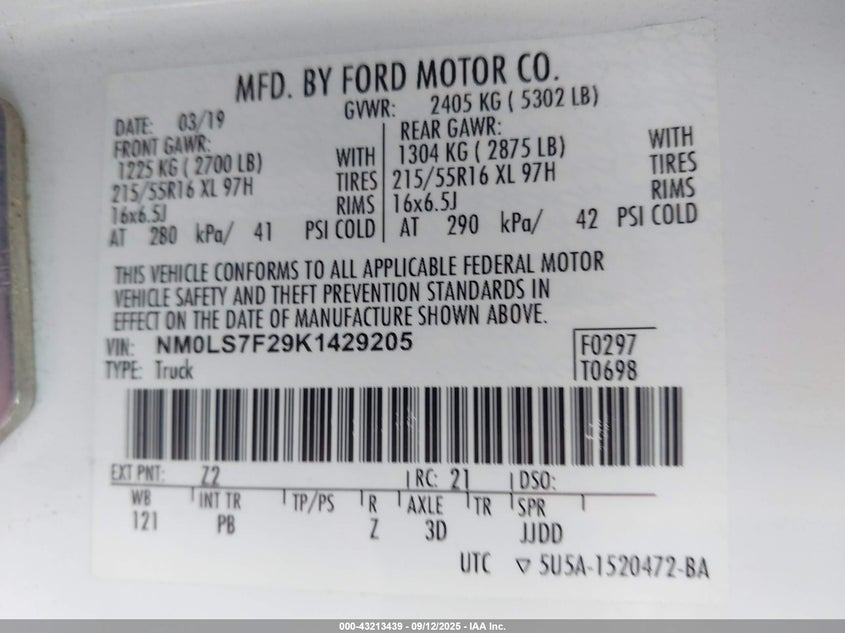 MFD. BY FORD MOTOR CO.
DATE: 03/19 GVWR: 2405 KG ( 5302 LB)
FRONT GAWR: REAR GAWR:
1225 KG ( 2700 LB) WITH 1304 KG ( 2875 LB) WITH
215/55R16 XL 97H TIRES 215/55R16 XL 97H TIRES
16x6.5J RIMS 16x6.5J RIMS
AT 280 kPa/ 41 PSI COLD AT 290 kPa/ 42 PSI COLD
THIS VEHICLE CONFORMS TO ALL APPLICABLE FEDERAL MOTOR
VEHICLE SAFETY AND THEFT PREVENTION STANDARDS IN
EFFECT ON THE DATE OF MANUFACTURE SHOWN ABOVE.
VIN: NM0LS7F29K1429205 F0297
TYPE: Truck T0698
EXT PNT: Z2 RC: 21 DSO:
WB INT TR TP/PS R AXLE TR SPR
121 PB Z 3D JJDD
UTC ▽ 5U5A-1520472-BA
000-43213439 - 09/12/2025 - IAA Inc.